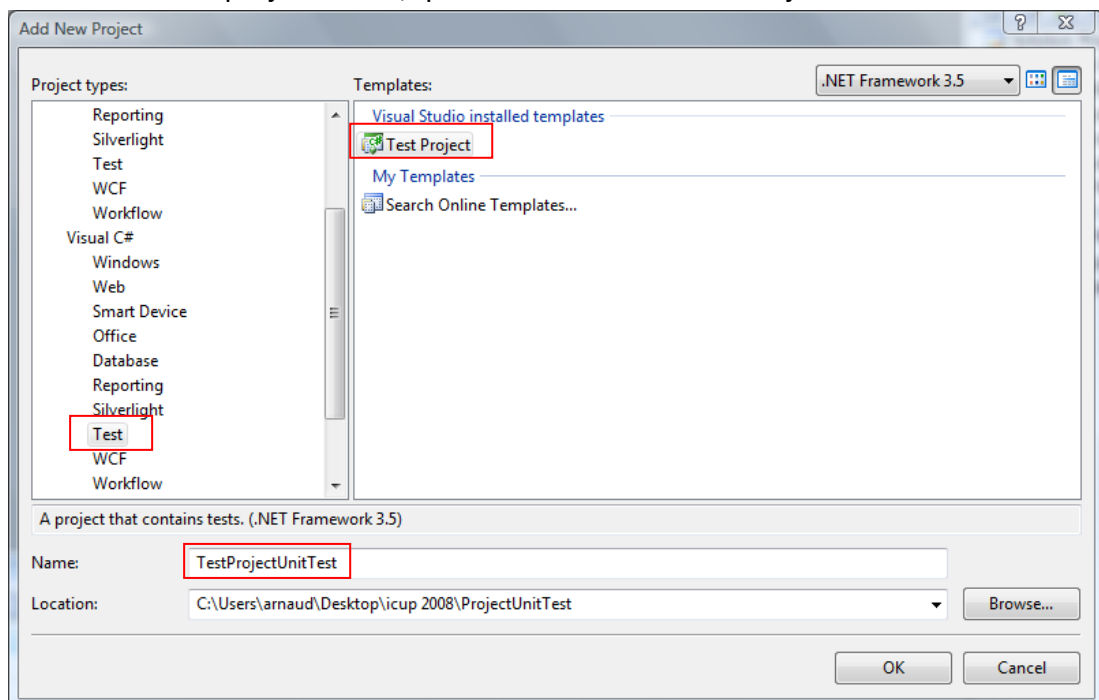 Add New Project
Project types:
Templates:
.NET Framework 3.5
Reporting
Silverlight
Test
WCF
Workflow
Visual C#
Windows
Web
Smart Device
Office
Database
Reporting
Silverlight
Test
WCF
Workflow
Visual Studio installed templates
Test Project
My Templates
Search Online Templates...
A project that contains tests. (.NET Framework 3.5)
Name:
TestProjectUnitTest
Location:
C:\Users\arnaud\Desktop\icup 2008\ProjectUnitTest
Browse...
OK
Cancel